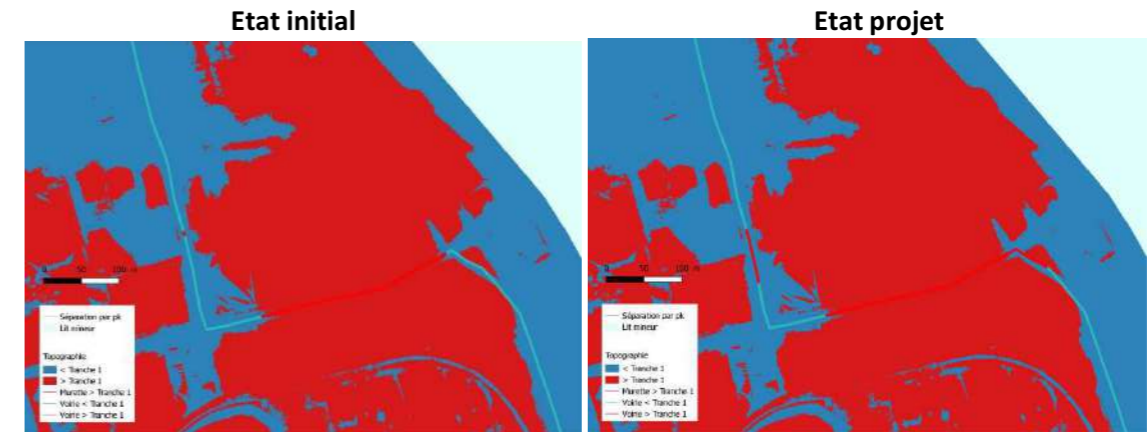 Etat initial
Etat projet
0 50 100 m
Séparation par pk
Lit mineur
Topographie
< Tranche 1
> Tranche 1
Murette > Tranche 1
Voirie < Tranche 1
Voirie > Tranche 1
0 50 100 m
Séparation par pk
Lit mineur
Topographie
< Tranche 1
> Tranche 1
Murette > Tranche 1
Voirie < Tranche 1
Voirie > Tranche 1